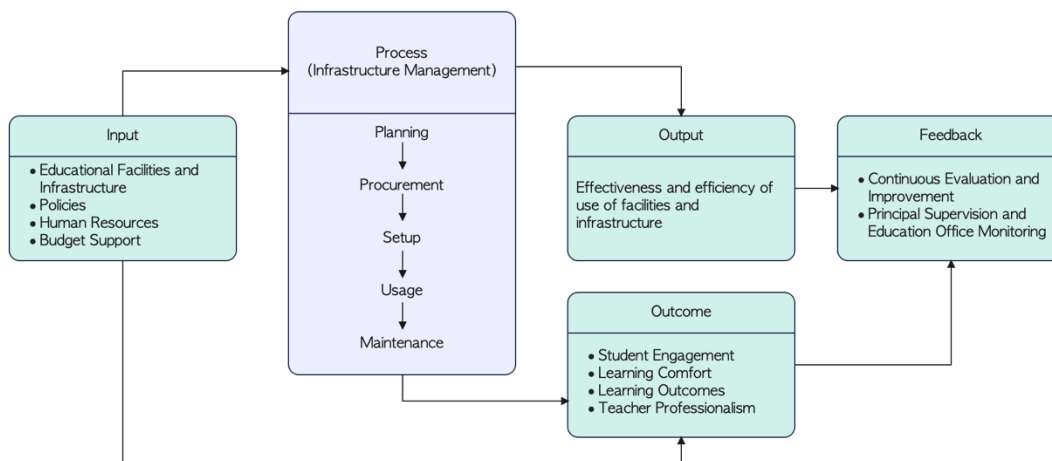 Process
(Infrastructure Management)
Planning
Procurement
Setup
Usage
Maintenance
Input
• Educational Facilities and
Infrastructure
• Policies
• Human Resources
• Budget Support
Output
Effectiveness and efficiency of
use of facilities and
infrastructure
Feedback
• Continuous Evaluation and
Improvement
• Principal Supervision and
Education Office Monitoring
Outcome
• Student Engagement
• Learning Comfort
• Learning Outcomes
• Teacher Professionalism